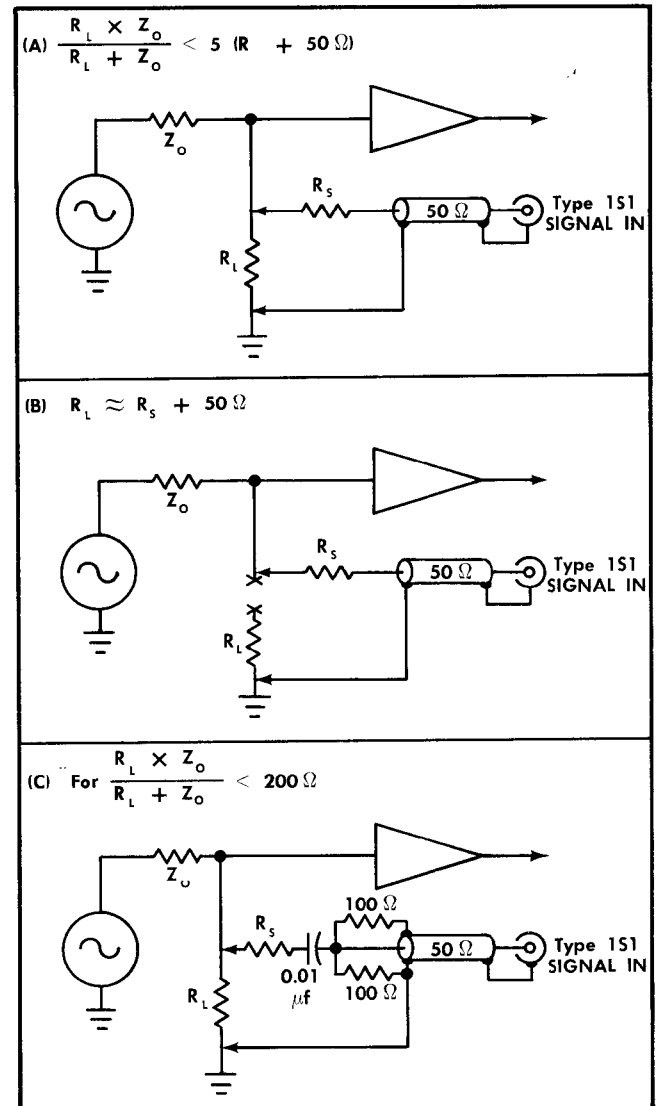 (A) R_L × Z_o / R_L + Z_o < 5 (R + 50 Ω)
Z_o
R_S
50 Ω
Type 1S1
SIGNAL IN
R_L
(B) R_L ≈ R_S + 50 Ω
Z_o
R_S
50 Ω
Type 1S1
SIGNAL IN
R_L
(C) For R_L × Z_o / R_L + Z_o < 200 Ω
Z_o
100 Ω
R_S
50 Ω
Type 1S1
SIGNAL IN
0.01
μf
100 Ω
R_L